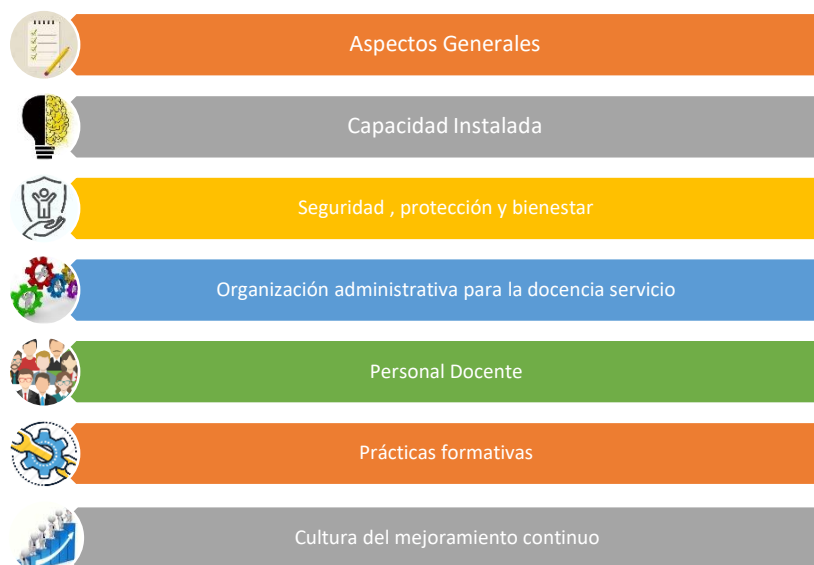 Aspectos Generales
Capacidad Instalada
Seguridad , protección y bienestar
Organización administrativa para la docencia servicio
Personal Docente
Prácticas formativas
Cultura del mejoramiento continuo